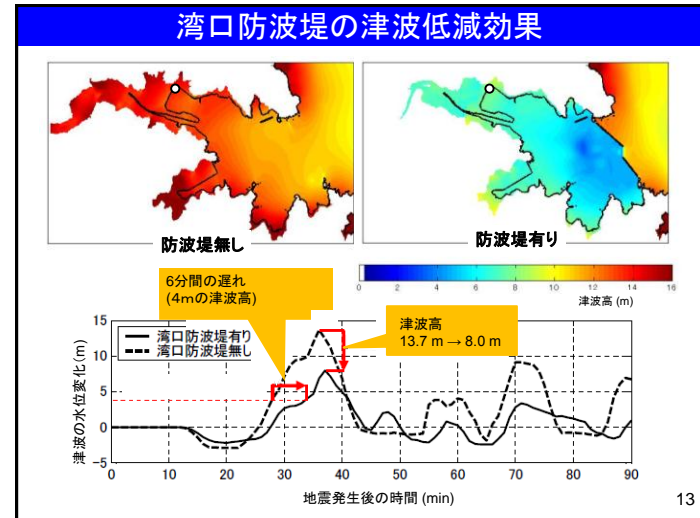 湾口防波堤の津波低減効果
防波堤無し
防波堤有り
0 2 4 6 8 10 12 14 16
津波高 (m)
6分間の遅れ
(4mの津波高)
津波高
13.7 m → 8.0 m
湾口防波堤有り
湾口防波堤無し
津波の水位変化 (m)
15
10
5
0
-5
0 10 20 30 40 50 60 70 80 90
地震発生後の時間 (min)
13